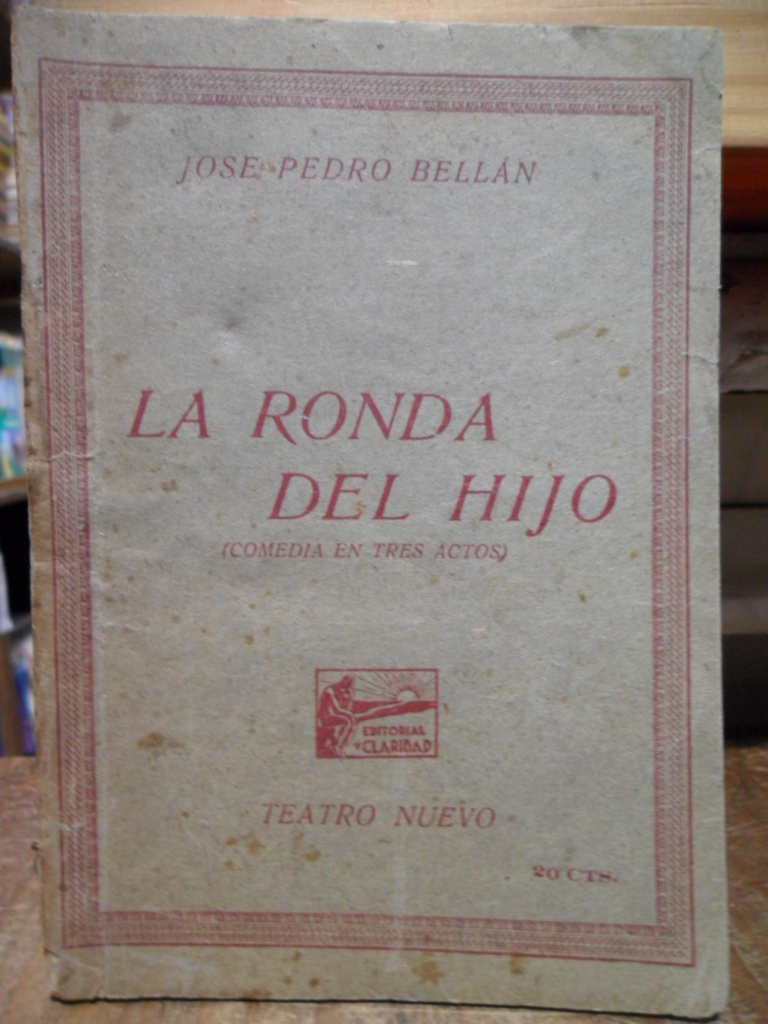 JOSE PEDRO BELLÁN
LA RONDA
DEL HIJO
(COMEDIA EN TRES ACTOS)
EDITORIAL
CLARIDAD
TEATRO NUEVO
20 CTS.